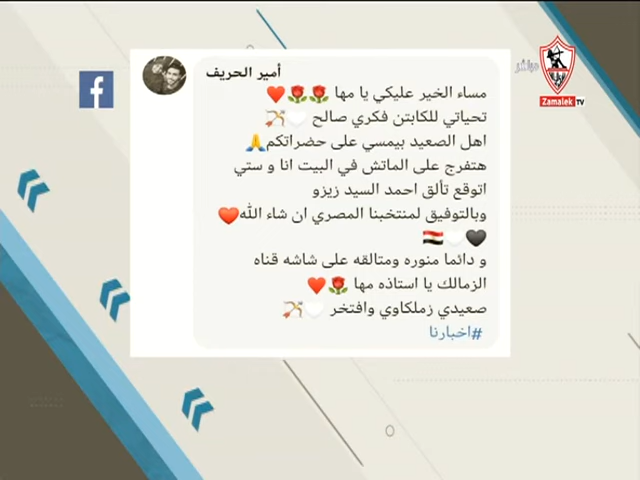 أمير الحريف
مساء الخير عليكي يا مها 🌹🌹❤️
تحياتي للكابتن فكري صالح 🤍🏹
اهل الصعيد بيمسي على حضراتكم🙏
هتفرج على الماتش في البيت انا و ستي
اتوقع تألق احمد السيد زيزو
وبالتوفيق لمنتخبنا المصري ان شاء الله❤️
🖤🤍🇪🇬
و دائما منوره ومتالقه على شاشه قناه
الزمالك يا استاذه مها 🌹❤️
صعيدي زملكاوي وافتخر 🤍🏹
#اخبارنا
مباشر
Zamalek TV